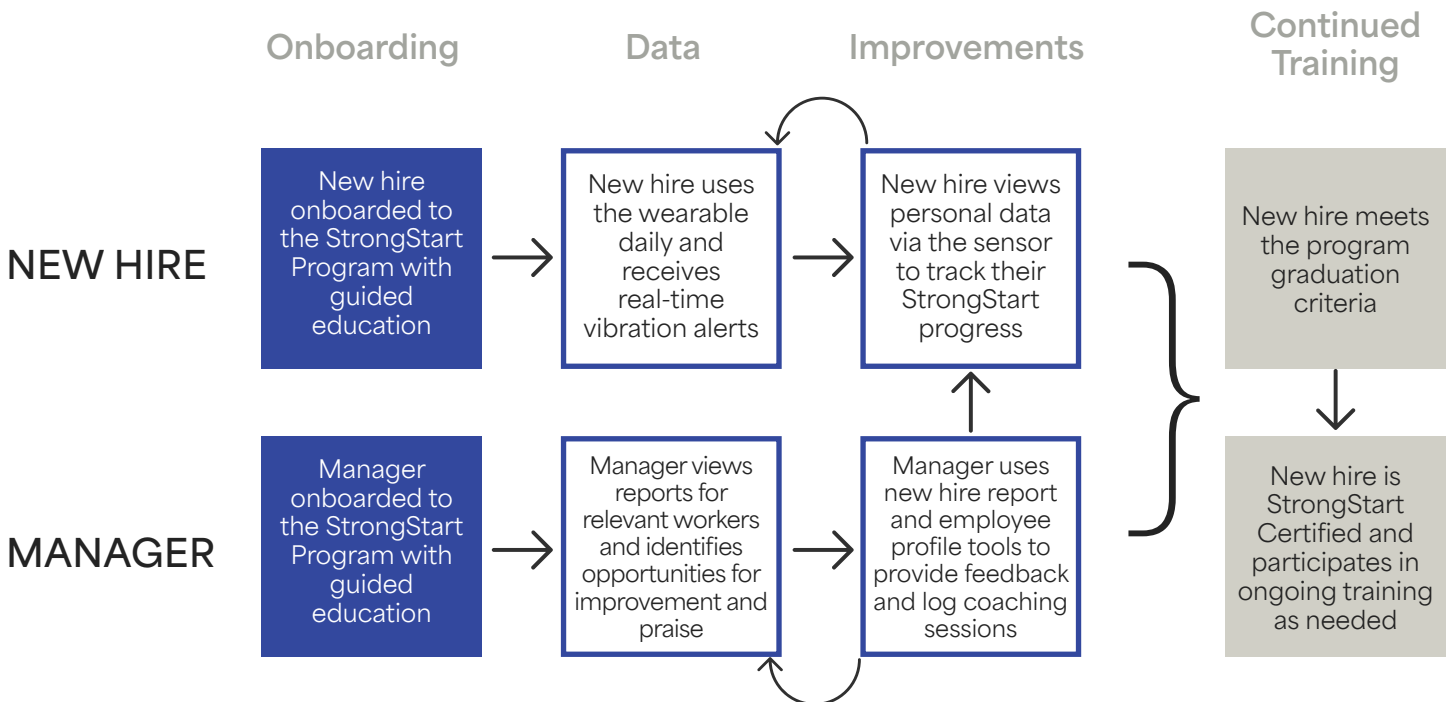 Onboarding
Data
Improvements
Continued
Training
NEW HIRE
New hire
onboarded to
the StrongStart
Program with
guided
education
New hire uses
the wearable
daily and
receives
real-time
vibration alerts
New hire views
personal data
via the sensor
to track their
StrongStart
progress
New hire meets
the program
graduation
criteria
MANAGER
Manager
onboarded to
the StrongStart
Program with
guided
education
Manager views
reports for
relevant workers
and identifies
opportunities for
improvement and
praise
Manager uses
new hire report
and employee
profile tools to
provide feedback
and log coaching
sessions
New hire is
StrongStart
Certified and
participates in
ongoing training
as needed